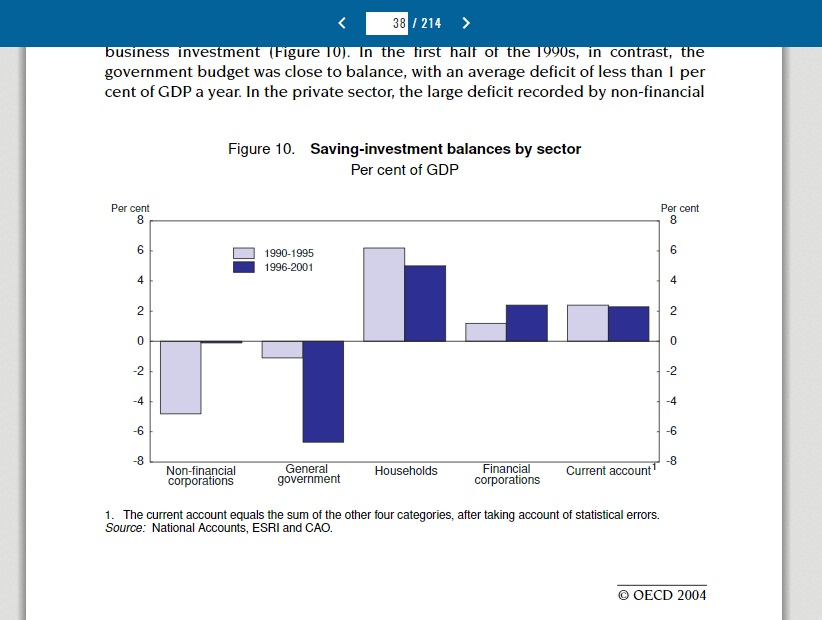 38 / 214
business investment (Figure 10). In the first half of the 1990s, in contrast, the
government budget was close to balance, with an average deficit of less than 1 per
cent of GDP a year. In the private sector, the large deficit recorded by non-financial
Figure 10. Saving-investment balances by sector
Per cent of GDP
Per cent Per cent
8 8
1990-1995
6 6
1996-2001
4 4
2 2
0 0
-2 -2
-4 -4
-6 -6
-8 -8
Non-financial corporations
General government
Households
Financial corporations
Current account1
1. The current account equals the sum of the other four categories, after taking account of statistical errors.
Source: National Accounts, ESRI and CAO.
© OECD 2004